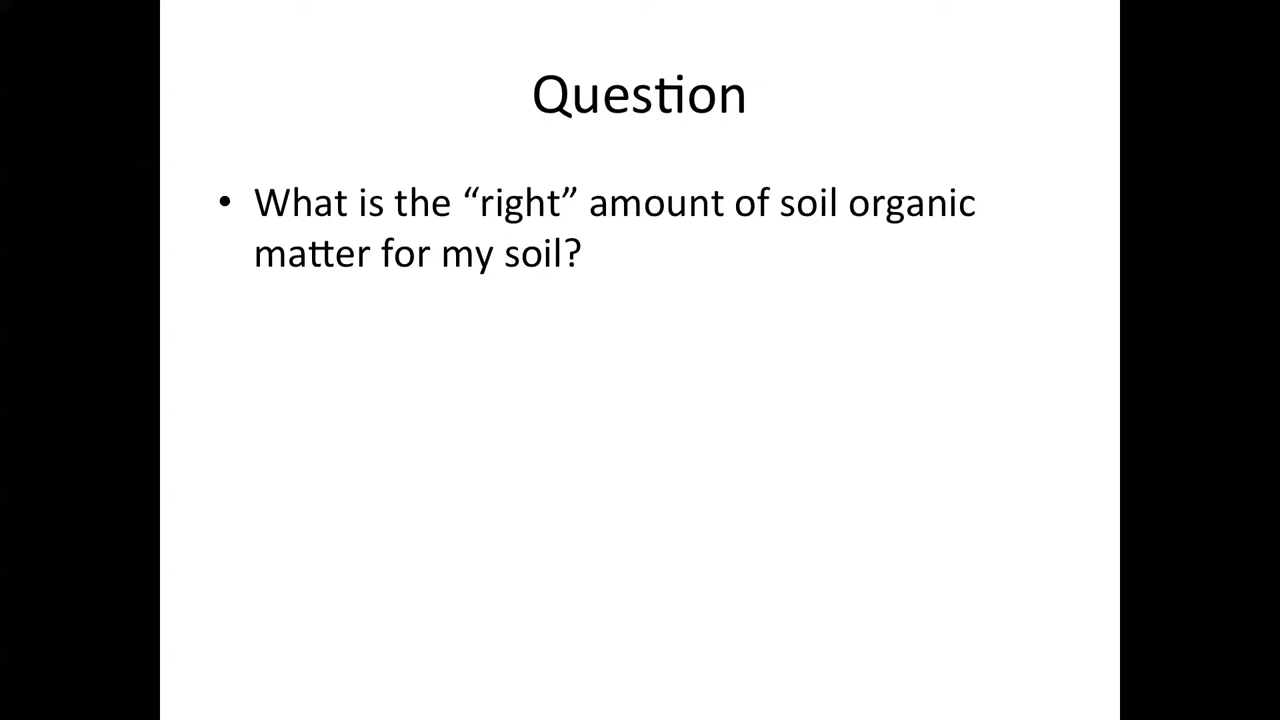 Question
• What is the “right” amount of soil organic
matter for my soil?